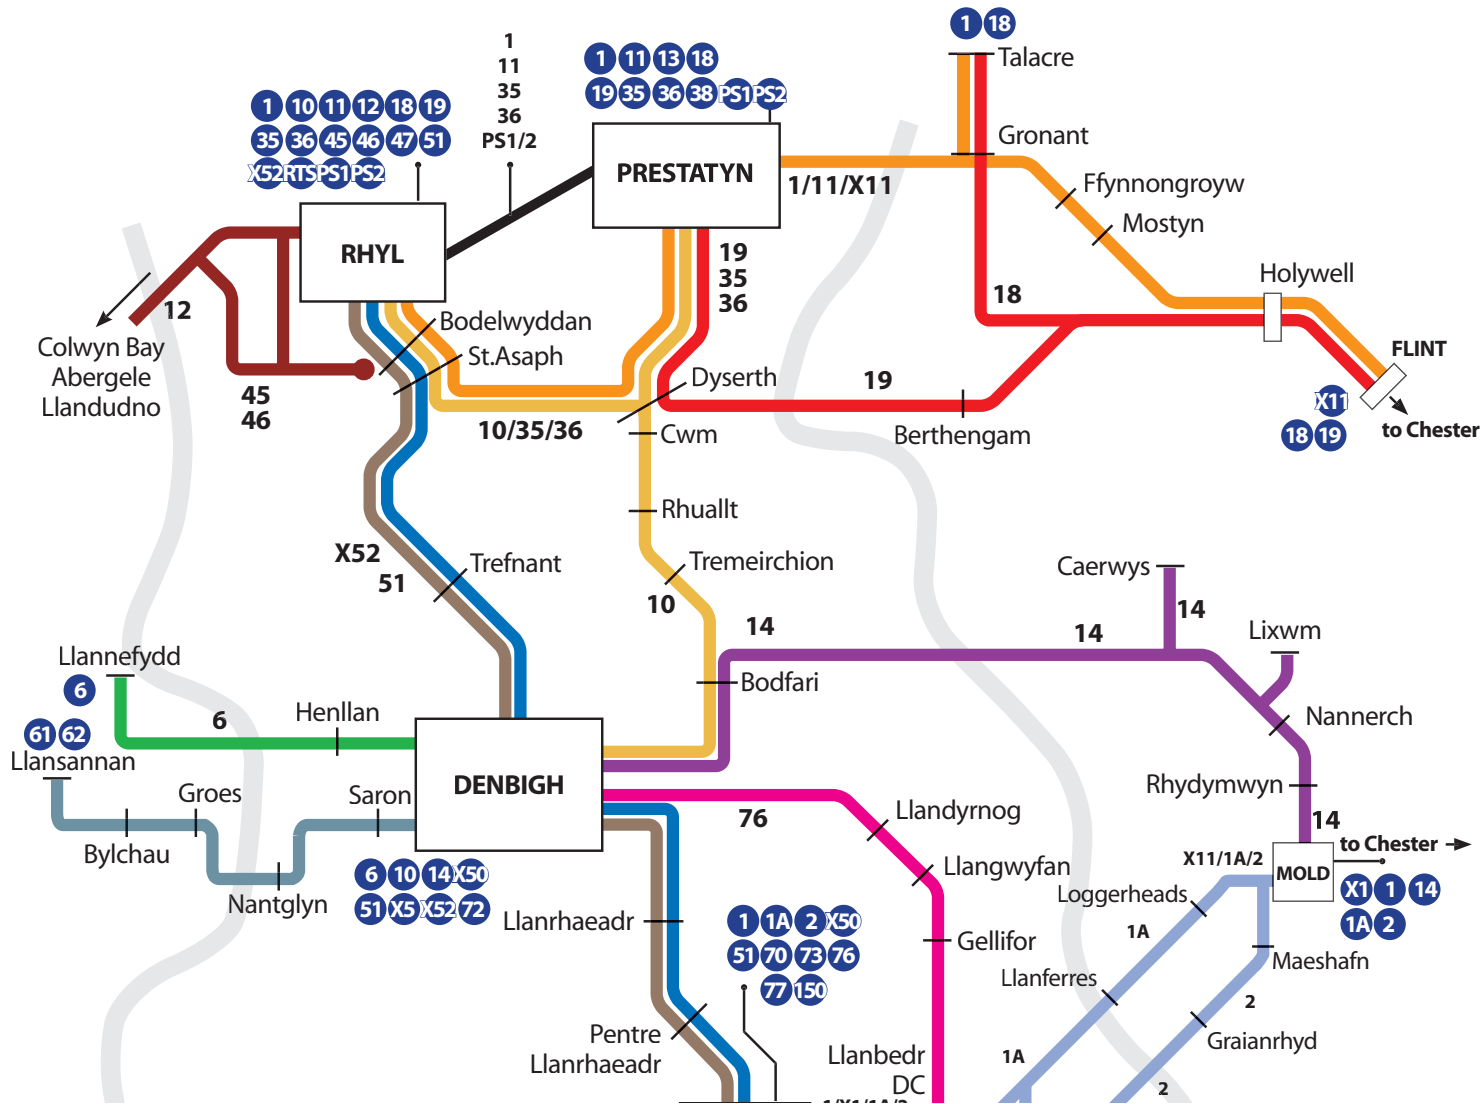 1 18
Talacre
1
11
35
36
PS1/2
1 11 13 18
19 35 36 38 PS1 PS2
1 10 11 12 18 19
35 36 45 46 47 51
X52 RTS PS1 PS2
Gronant
PRESTATYN
1/11/X11
Ffynnongroyw
Mostyn
RHYL
19
35
36
Holywell
18
12
Bodelwyddan
St.Asaph
Colwyn Bay
Abergele
Llandudno
45
46
Dyserth
19
FLINT
X11
18 19
to Chester
10/35/36
Cwm
Berthengam
Rhuallt
X52
51
Trefnant
Tremeirchion
10
Caerwys
14
14
14
Lixwm
Llannefydd
6
6
Henllan
Bodfari
Nannerch
61 62
Llansannan
Groes
Saron
DENBIGH
Rhydymwyn
14
Bylchau
76
Llandyrnog
to Chester
X11/1A/2
MOLD
Nantglyn
6 10 14 X50
51 X5 X52 72
Llangwyfan
Loggerheads
X1 1 14
1A 2
Llanrhaeadr
1 1A 2 X50
51 70 73 76
77 150
Gellifor
1A
Maeshafn
Llanferres
2
Pentre
Llanrhaeadr
Llanbedr
DC
Graianrhyd
1A
2
1/X1/1A/2